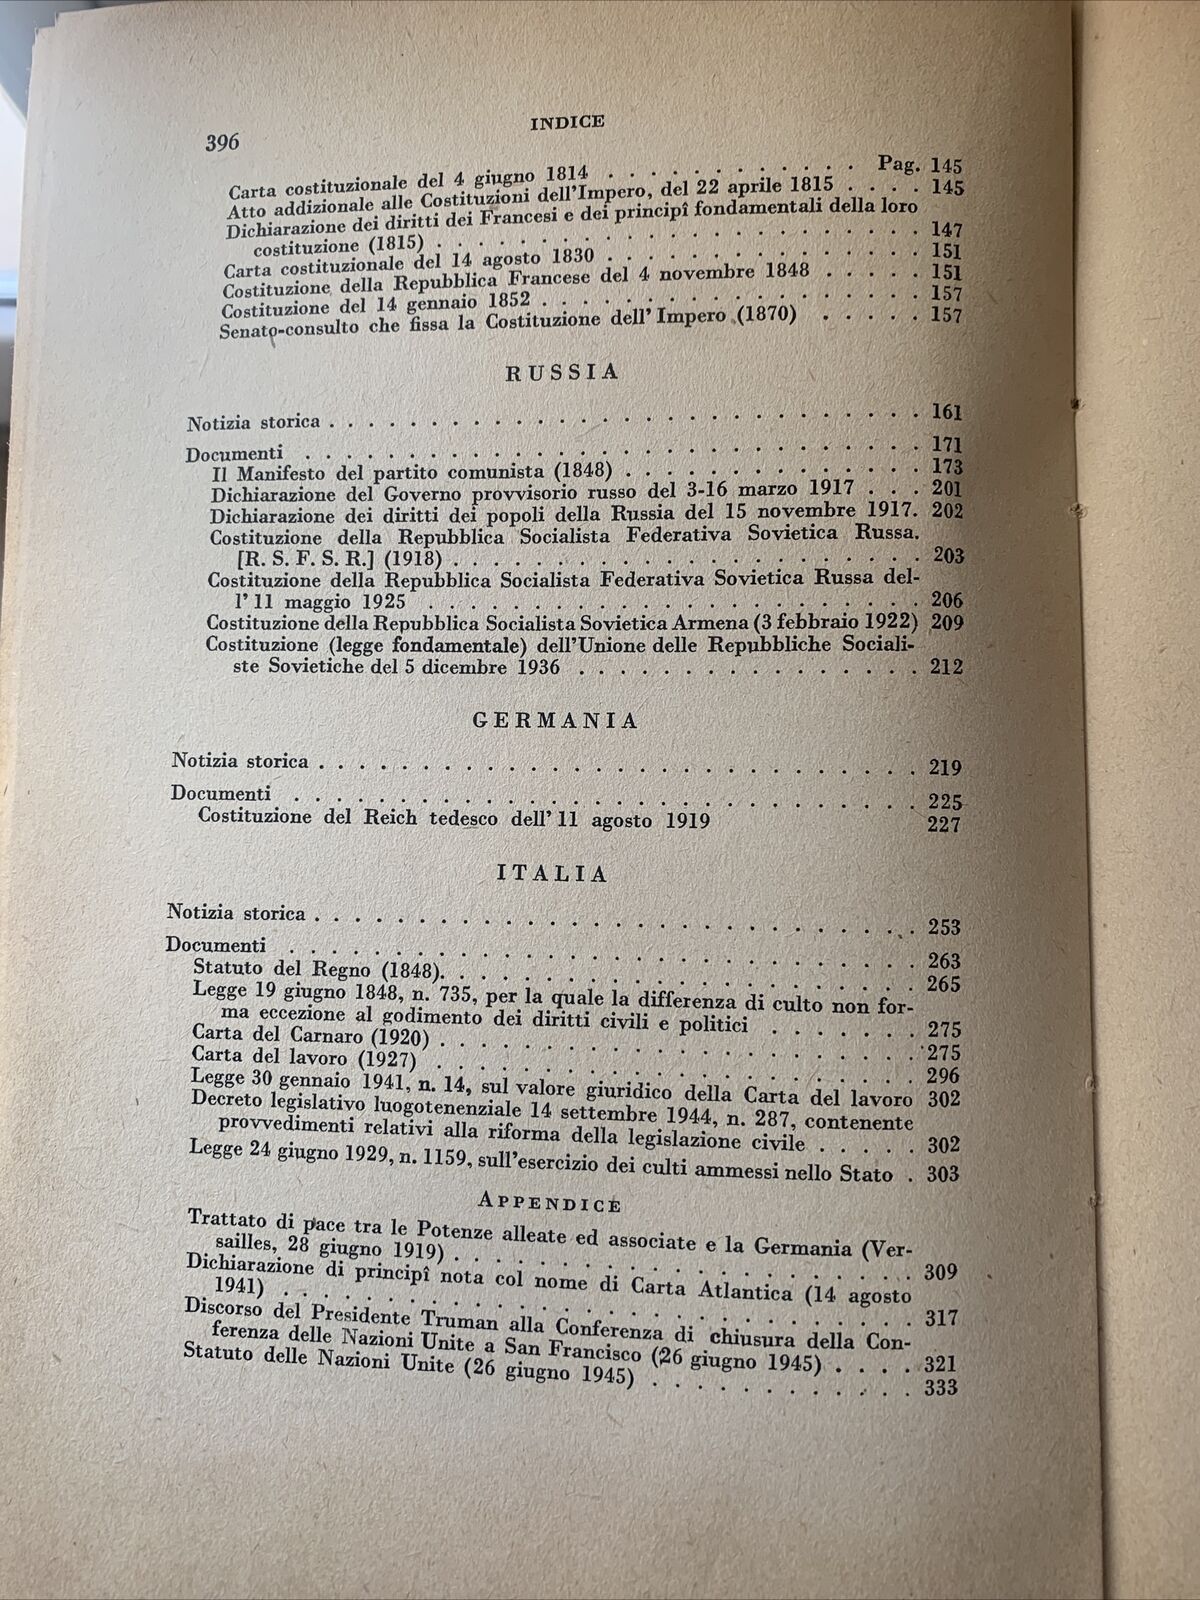 396
INDICE
Carta costituzionale del 4 giugno 1814 . . . . . . . . . . . . Pag. 145
Atto addizionale alle Costituzioni dell'Impero, del 22 aprile 1815 . . . . 145
Dichiarazione dei diritti dei Francesi e dei principî fondamentali della loro
costituzione (1815) . . . . . . . . . . . . . . . . . . . . . . . . 147
Carta costituzionale del 14 agosto 1830 . . . . . . . . . . . . . . . . 151
Costituzione della Repubblica Francese del 4 novembre 1848 . . . . . 151
Costituzione del 14 gennaio 1852 . . . . . . . . . . . . . . . . . . . 157
Senato-consulto che fissa la Costituzione dell'Impero (1870) . . . . . 157
RUSSIA
Notizia storica . . . . . . . . . . . . . . . . . . . . . . . . . . . . . 161
Documenti . . . . . . . . . . . . . . . . . . . . . . . . . . . . . . 171
Il Manifesto del partito comunista (1848) . . . . . . . . . . . . . . . 173
Dichiarazione del Governo provvisorio russo del 3-16 marzo 1917 . . . 201
Dichiarazione dei diritti dei popoli della Russia del 15 novembre 1917. 202
Costituzione della Repubblica Socialista Federativa Sovietica Russa.
[R. S. F. S. R.] (1918) . . . . . . . . . . . . . . . . . . . . . . . 203
Costituzione della Repubblica Socialista Federativa Sovietica Russa del-
l'11 maggio 1925 . . . . . . . . . . . . . . . . . . . . . . . . 206
Costituzione della Repubblica Socialista Sovietica Armena (3 febbraio 1922) 209
Costituzione (legge fondamentale) dell'Unione delle Repubbliche Sociali-
ste Sovietiche del 5 dicembre 1936 . . . . . . . . . . . . . . . . 212
GERMANIA
Notizia storica . . . . . . . . . . . . . . . . . . . . . . . . . . . . . 219
Documenti . . . . . . . . . . . . . . . . . . . . . . . . . . . . . . 225
Costituzione del Reich tedesco dell'11 agosto 1919 227
ITALIA
Notizia storica . . . . . . . . . . . . . . . . . . . . . . . . . . . . . 253
Documenti . . . . . . . . . . . . . . . . . . . . . . . . . . . . . . 263
Statuto del Regno (1848). . . . . . . . . . . . . . . . . . . . . . . . 265
Legge 19 giugno 1848, n. 735, per la quale la differenza di culto non for-
ma eccezione al godimento dei diritti civili e politici . . . . . . . 275
Carta del Carnaro (1920) . . . . . . . . . . . . . . . . . . . . . . . . 275
Carta del lavoro (1927) . . . . . . . . . . . . . . . . . . . . . . . . 296
Legge 30 gennaio 1941, n. 14, sul valore giuridico della Carta del lavoro 302
Decreto legislativo luogotenenziale 14 settembre 1944, n. 287, contenente
provvedimenti relativi alla riforma della legislazione civile . . . . . 302
Legge 24 giugno 1929, n. 1159, sull'esercizio dei culti ammessi nello Stato . 303
APPENDICE
Trattato di pace tra le Potenze alleate ed associate e la Germania (Ver-
sailles, 28 giugno 1919) . . . . . . . . . . . . . . . . . . . . . . . 309
Dichiarazione di principî nota col nome di Carta Atlantica (14 agosto
1941) . . . . . . . . . . . . . . . . . . . . . . . . . . . . . . . 317
Discorso del Presidente Truman alla Conferenza di chiusura della Con-
ferenza delle Nazioni Unite a San Francisco (26 giugno 1945) . . . . 321
Statuto delle Nazioni Unite (26 giugno 1945) . . . . . . . . . . . . . 333